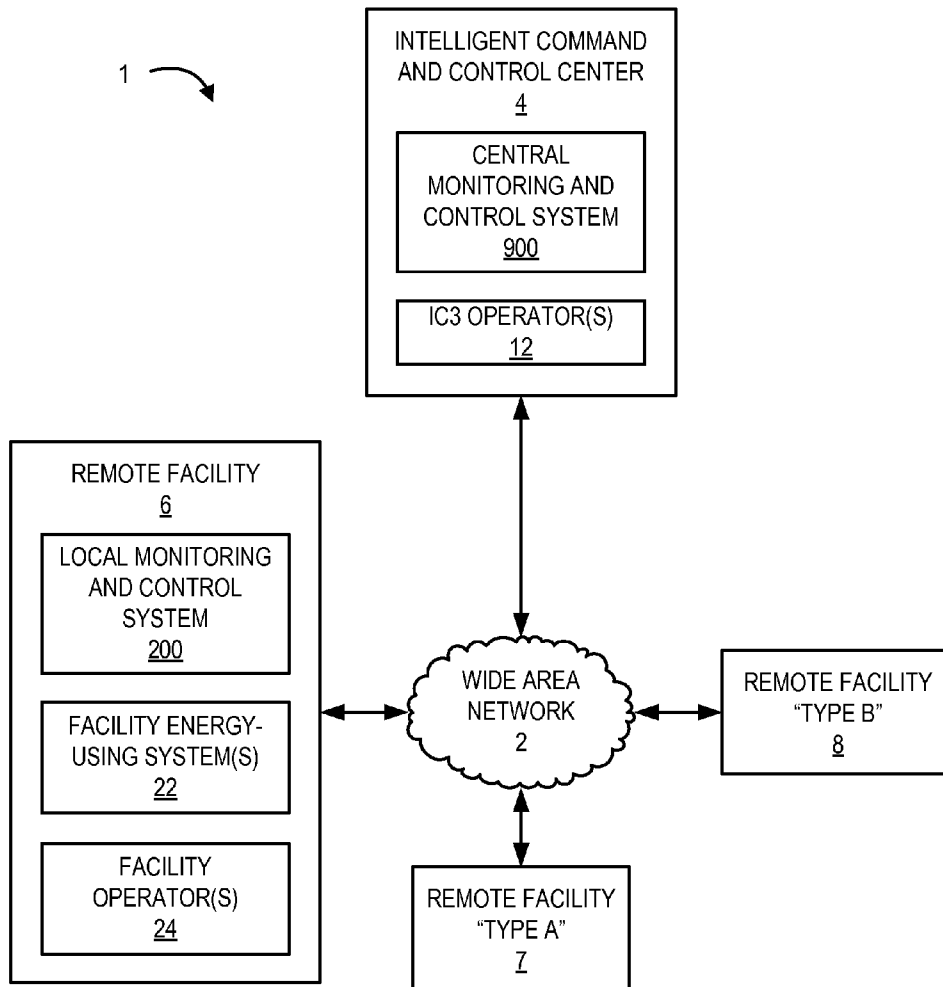 1
INTELLIGENT COMMAND
AND CONTROL CENTER
4
CENTRAL
MONITORING AND
CONTROL SYSTEM
900
IC3 OPERATOR(S)
12
REMOTE FACILITY
6
LOCAL MONITORING
AND CONTROL
SYSTEM
200
FACILITY ENERGY-
USING SYSTEM(S)
22
FACILITY
OPERATOR(S)
24
WIDE AREA
NETWORK
2
REMOTE FACILITY
“TYPE B”
8
REMOTE FACILITY
“TYPE A”
7